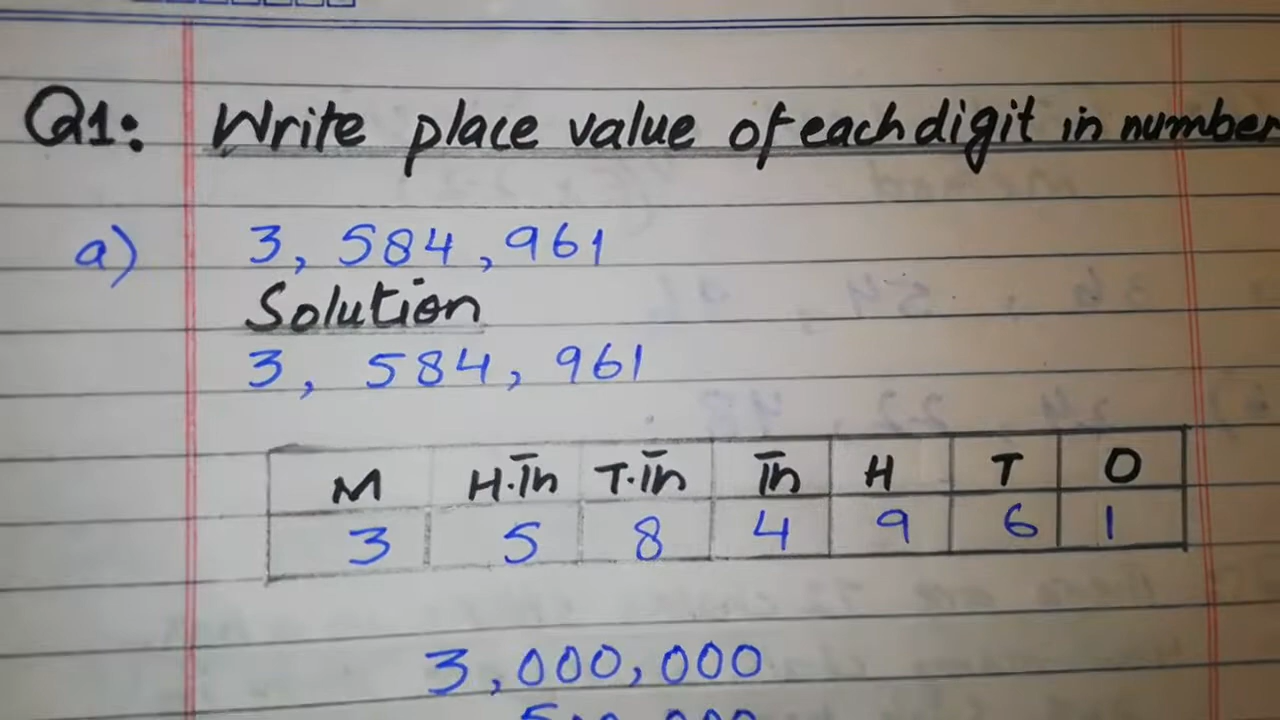 Q1: Write place value of each digit in number
a) 3, 584, 961
Solution
3, 584, 961
M H.Th T.Th Th H T O
3 5 8 4 9 6 1
3,000,000